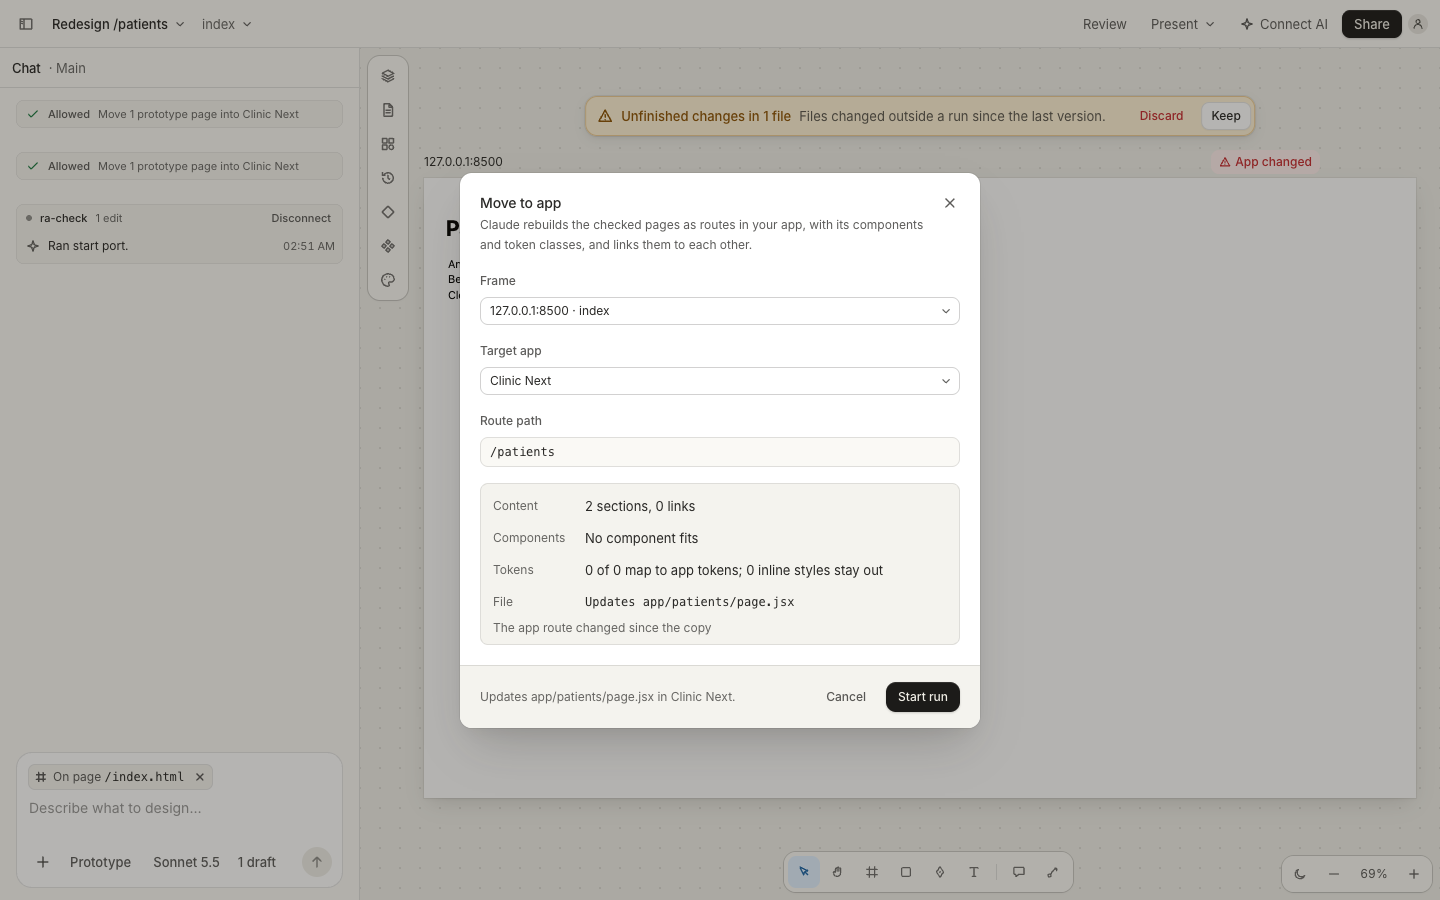 Redesign /patients
index
Review
Present
Connect AI
Share
Chat · Main
Allowed Move 1 prototype page into Clinic Next
Allowed Move 1 prototype page into Clinic Next
ra-check 1 edit Disconnect
Ran start port. 02:51 AM
Unfinished changes in 1 file Files changed outside a run since the last version. Discard Keep
127.0.0.1:8500
App changed
P
An
Be
Cl
Move to app
Claude rebuilds the checked pages as routes in your app, with its components
and token classes, and links them to each other.
Frame
127.0.0.1:8500 · index
Target app
Clinic Next
Route path
/patients
Content 2 sections, 0 links
Components No component fits
Tokens 0 of 0 map to app tokens; 0 inline styles stay out
File Updates app/patients/page.jsx
The app route changed since the copy
Updates app/patients/page.jsx in Clinic Next.
Cancel
Start run
On page /index.html
Describe what to design...
Prototype
Sonnet 5.5
1 draft
69%